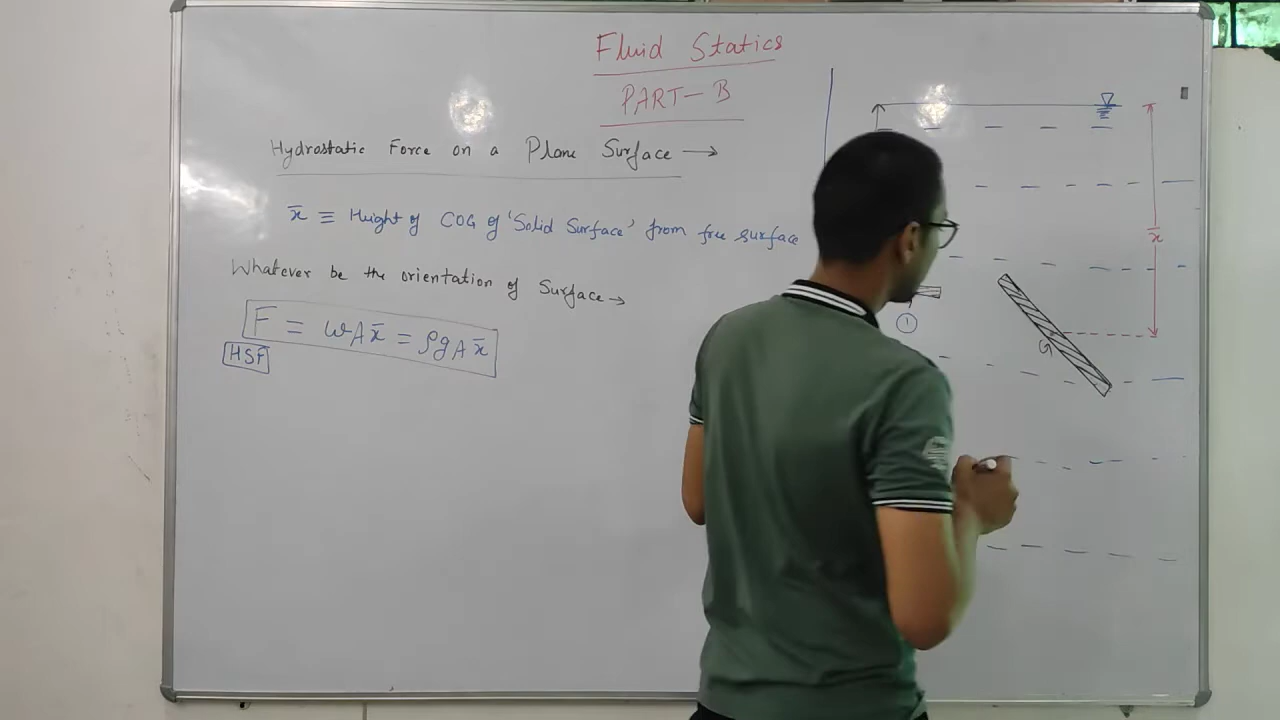 Fluid Statics
PART-B
Hydrostatic Force on a Plane Surface →
x̄ ≡ Height of COG of 'Solid Surface' from free surface
Whatever be the orientation of Surface →
F = wAx̄ = ρgAx̄
HSF
x̄
1
G